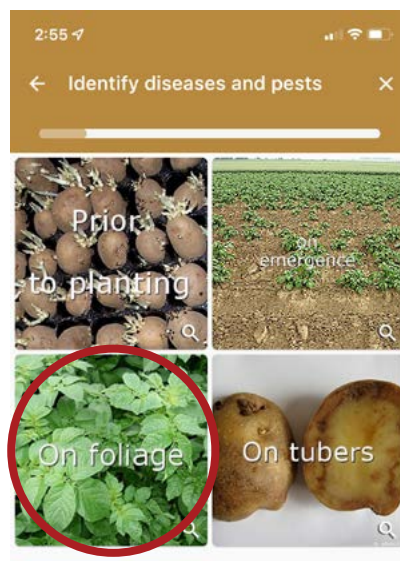 2:55
Identify diseases and pests
Prior
to planting
on
emergence
On foliage
On tubers